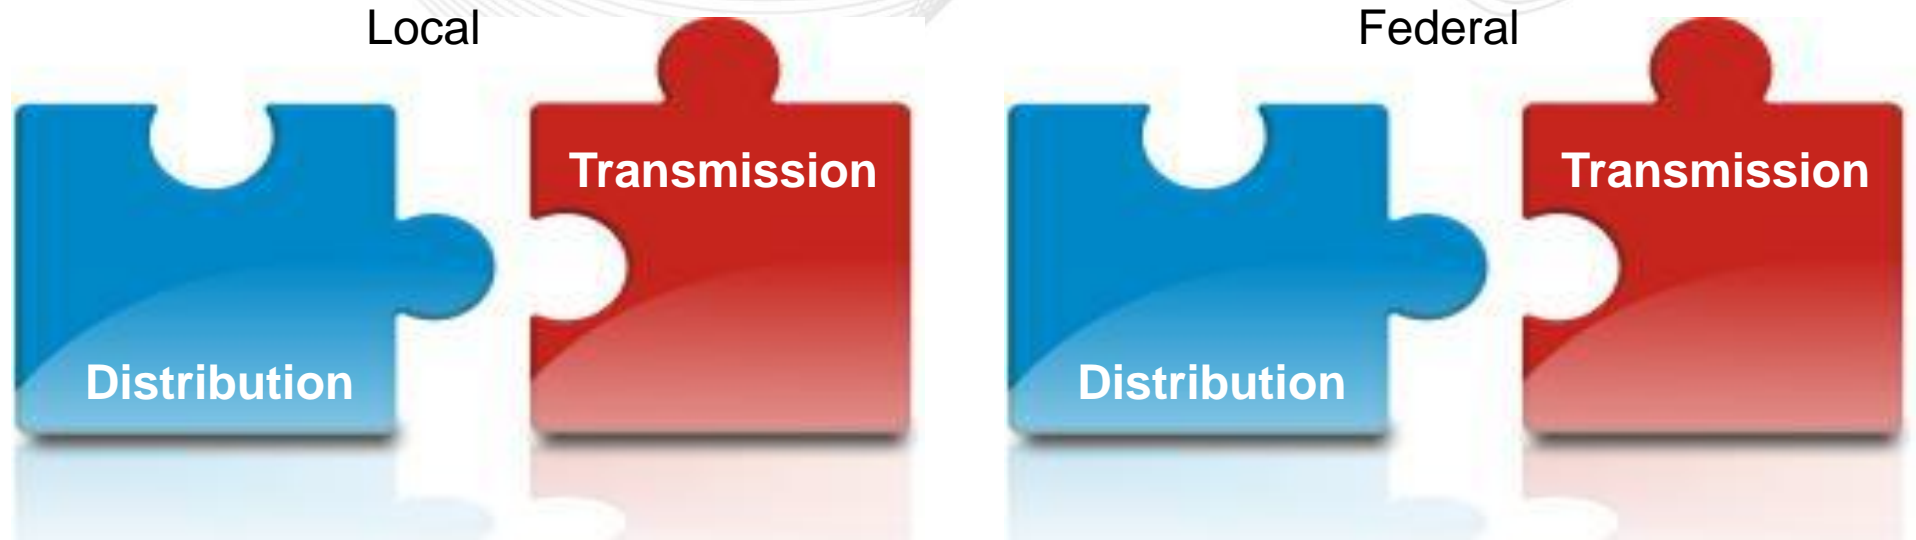 Local
Transmission
Distribution
Federal
Transmission
Distribution